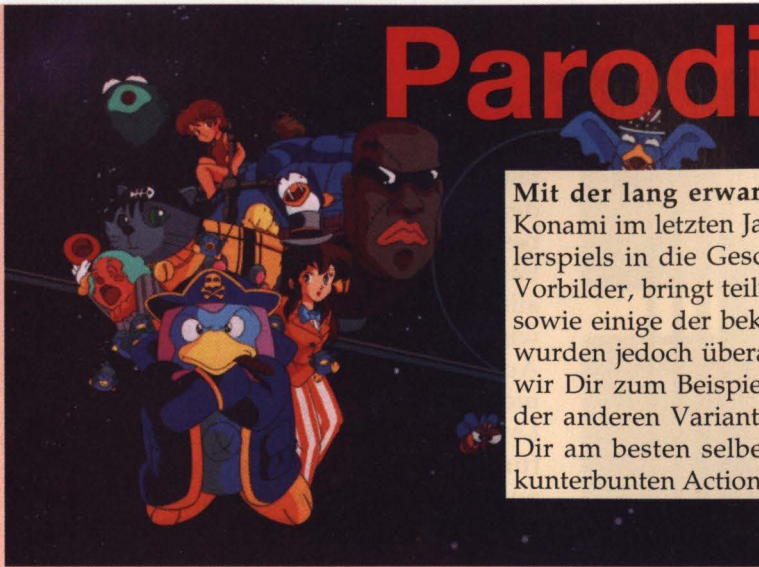 Parodi
Mit der lang erwar
Konami im letzten Ja
lerspiels in die Gesc
Vorbilder, bringt teil
sowie einige der bek
wurden jedoch übera
wir Dir zum Beispie
der anderen Variant
Dir am besten selbe
kunterbunten Action